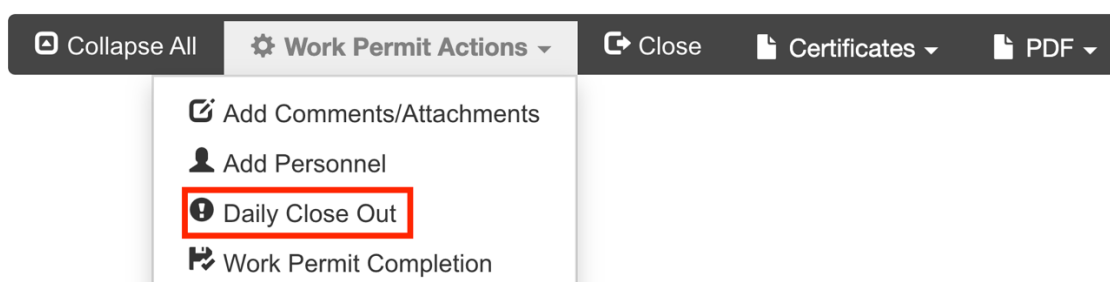 Collapse All Work Permit Actions Close Certificates PDF
Add Comments/Attachments
Add Personnel
Daily Close Out
Work Permit Completion